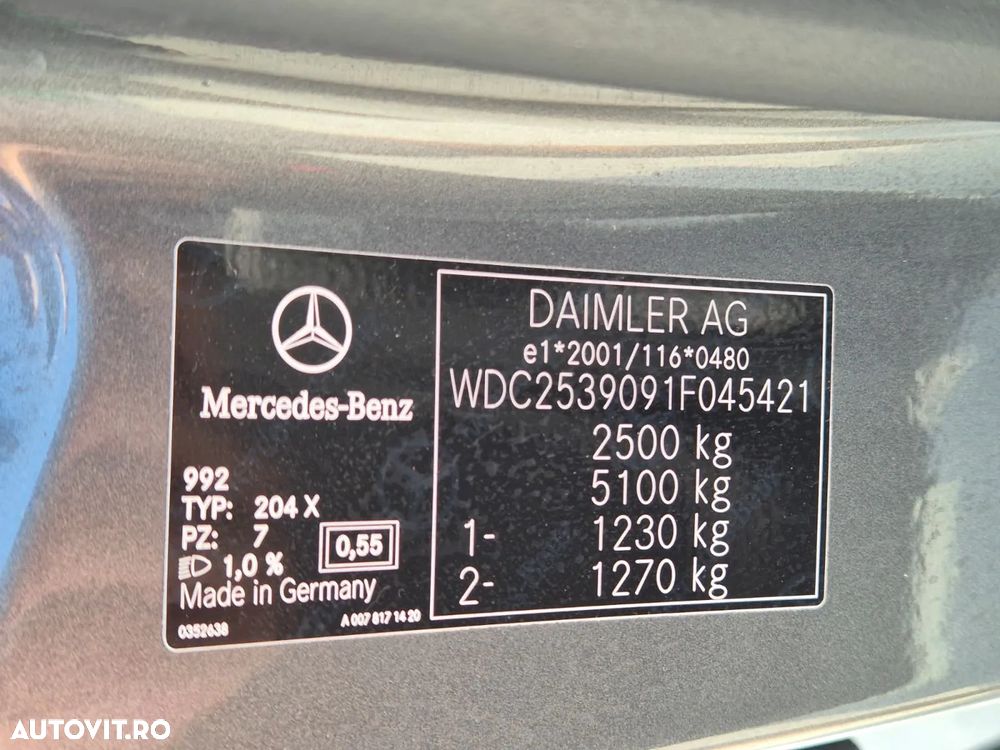 Mercedes-Benz
992
TYP: 204 X
PZ: 7
1,0 %
0,55
Made in Germany
0352638
A 007 817 14 20
DAIMLER AG
e1*2001/116*0480
WDC2539091F045421
2500 kg
5100 kg
1- 1230 kg
2- 1270 kg
AUTOVIT.RO